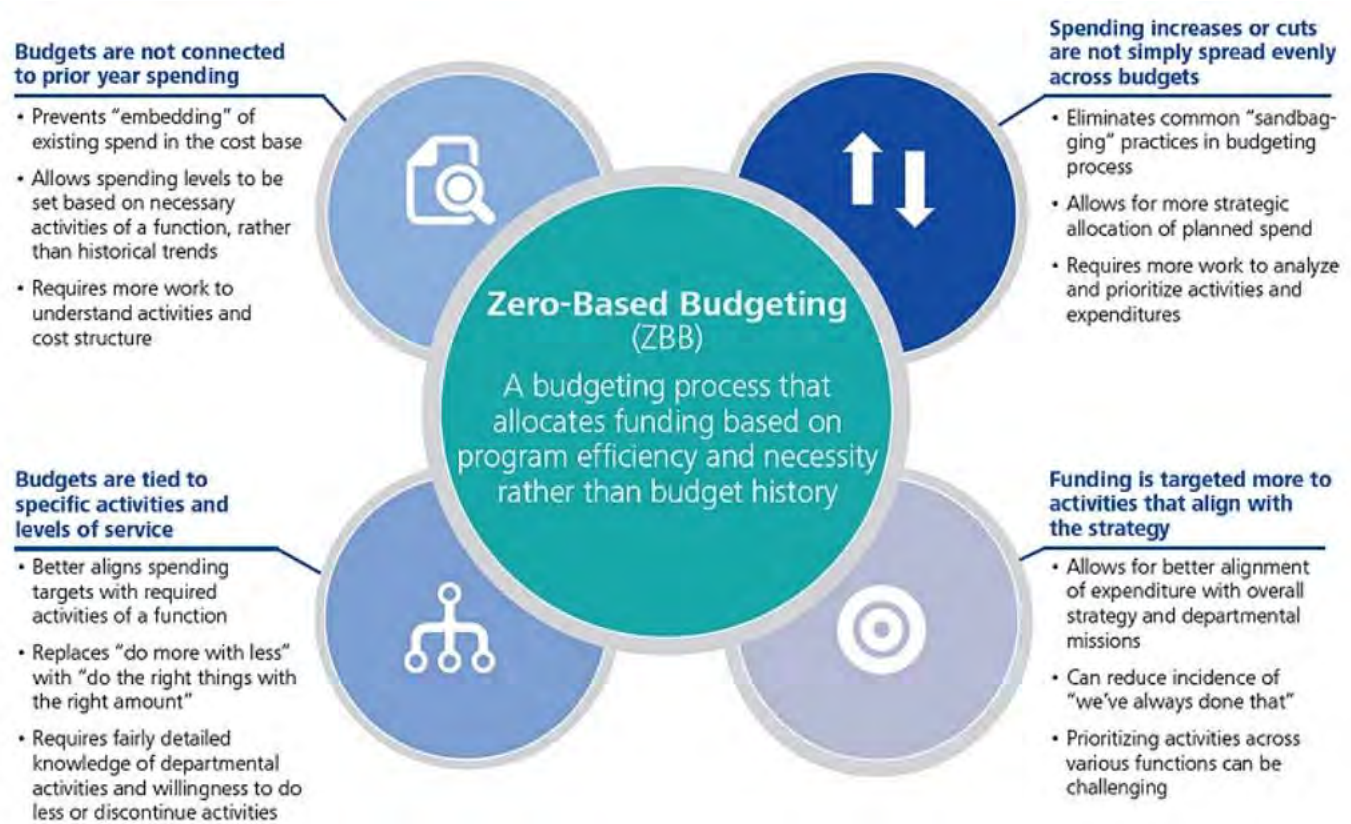 Budgets are not connected
to prior year spending
• Prevents "embedding" of
existing spend in the cost base
• Allows spending levels to be
set based on necessary
activities of a function, rather
than historical trends
• Requires more work to
understand activities and
cost structure
Spending increases or cuts
are not simply spread evenly
across budgets
• Eliminates common "sandbag-
ging" practices in budgeting
process
• Allows for more strategic
allocation of planned spend
• Requires more work to analyze
and prioritize activities and
expenditures
Zero-Based Budgeting
(ZBB)
A budgeting process that
allocates funding based on
program efficiency and necessity
rather than budget history
Budgets are tied to
specific activities and
levels of service
• Better aligns spending
targets with required
activities of a function
• Replaces "do more with less"
with "do the right things with
the right amount"
• Requires fairly detailed
knowledge of departmental
activities and willingness to do
less or discontinue activities
Funding is targeted more to
activities that align with
the strategy
• Allows for better alignment
of expenditure with overall
strategy and departmental
missions
• Can reduce incidence of
"we've always done that"
• Prioritizing activities across
various functions can be
challenging